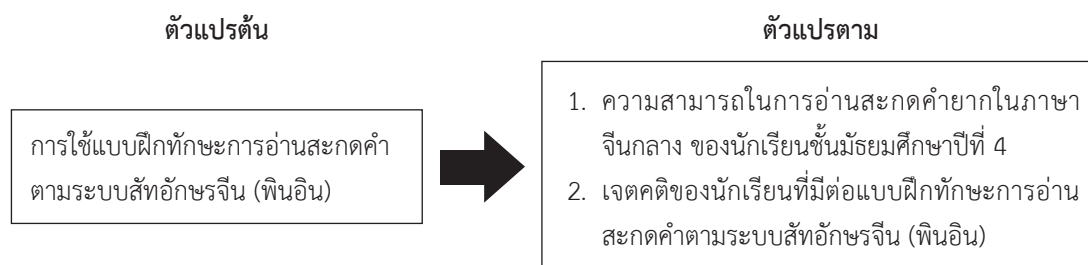 ตัวแปรต้น
ตัวแปรตาม
การใช้แบบฝึกทักษะการอ่านสะกดคำ
ตามระบบสัทอักษรจีน (พินอิน)
1. ความสามารถในการอ่านสะกดคำยากในภาษา
จีนกลาง ของนักเรียนชั้นมัธยมศึกษาปีที่ 4
2. เจตคติของนักเรียนที่มีต่อแบบฝึกทักษะการอ่าน
สะกดคำตามระบบสัทอักษรจีน (พินอิน)